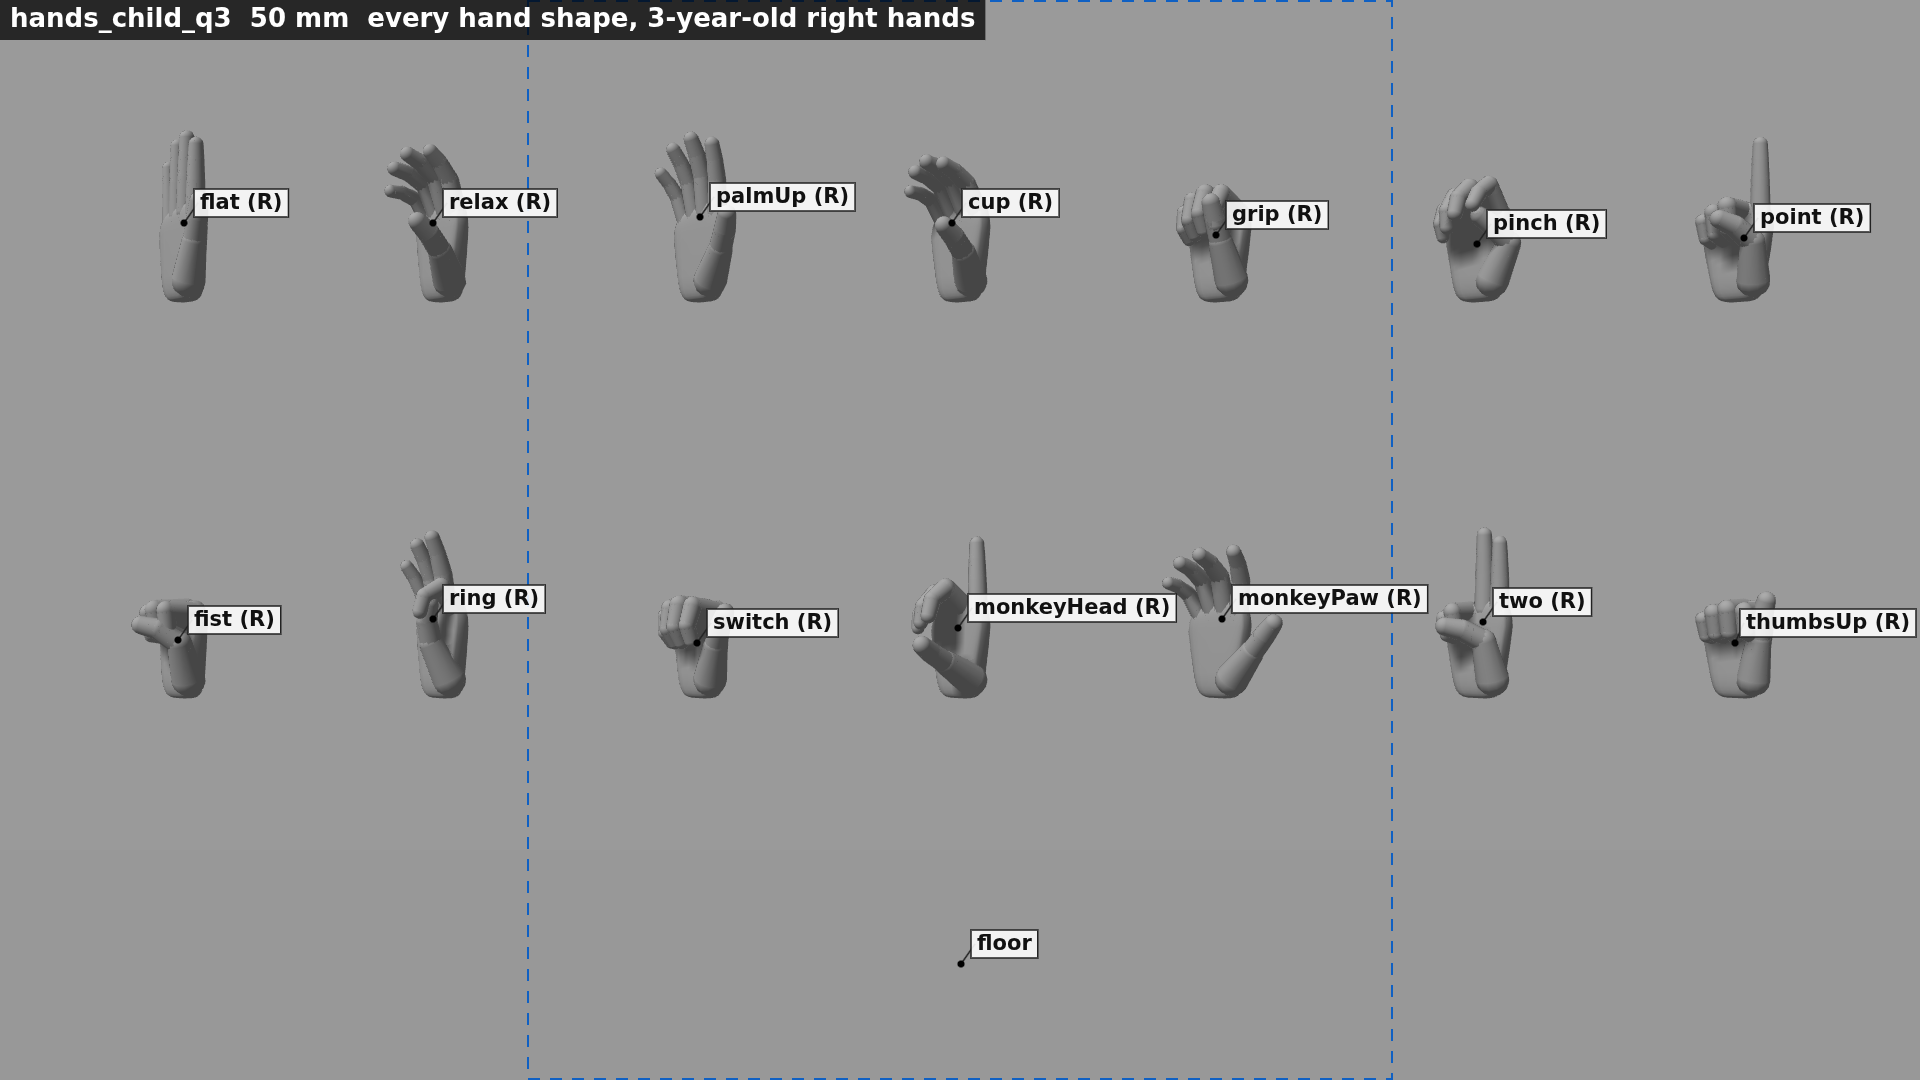 hands_child_q3  50 mm  every hand shape, 3-year-old right hands
flat (R)
relax (R)
palmUp (R)
cup (R)
grip (R)
pinch (R)
point (R)
fist (R)
ring (R)
switch (R)
monkeyHead (R)
monkeyPaw (R)
two (R)
thumbsUp (R)
floor